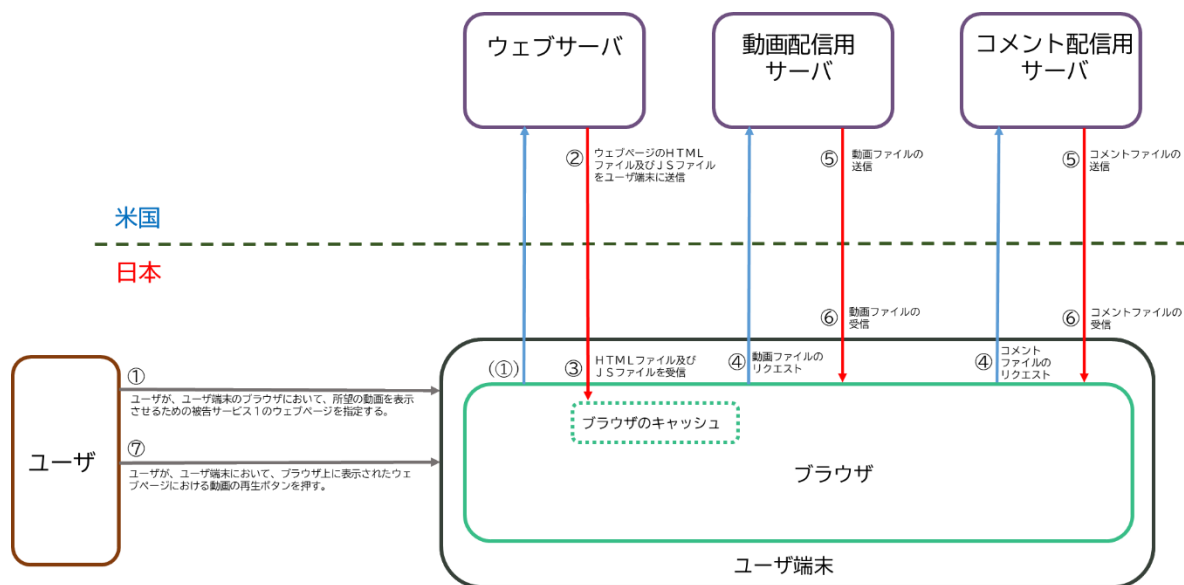 ウェブサーバ
動画配信用
サーバ
コメント配信用
サーバ
②
ウェブページのＨＴＭＬ
ファイル及びＪＳファイル
をユーザ端末に送信
⑤
動画ファイルの
送信
⑤
コメントファイルの
送信
米国
日本
⑥
動画ファイルの
受信
⑥
コメントファイルの
受信
(①)
③
ＨＴＭＬファイル及び
ＪＳファイルを受信
④
動画ファイルの
リクエスト
④
コメント
ファイルの
リクエスト
①
ユーザが、ユーザ端末のブラウザにおいて、所望の動画を表示
させるための被告サービス１のウェブページを指定する。
ブラウザのキャッシュ
⑦
ユーザ
ユーザが、ユーザ端末において、ブラウザ上に表示されたウェ
ブページにおける動画の再生ボタンを押す。
ブラウザ
ユーザ端末